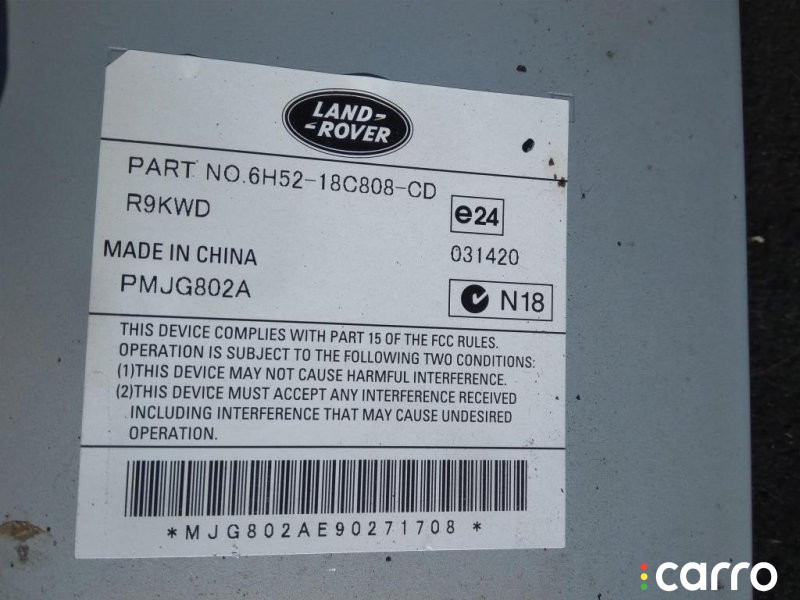 LAND-
-ROVER
PART NO.6H52-18C808-CD
R9KWD
e24
MADE IN CHINA
031420
PMJG802A
N18
THIS DEVICE COMPLIES WITH PART 15 OF THE FCC RULES.
OPERATION IS SUBJECT TO THE FOLLOWING TWO CONDITIONS:
(1)THIS DEVICE MAY NOT CAUSE HARMFUL INTERFERENCE.
(2)THIS DEVICE MUST ACCEPT ANY INTERFERENCE RECEIVED
INCLUDING INTERFERENCE THAT MAY CAUSE UNDESIRED
OPERATION.
*MJG802AE90271708 *
carro